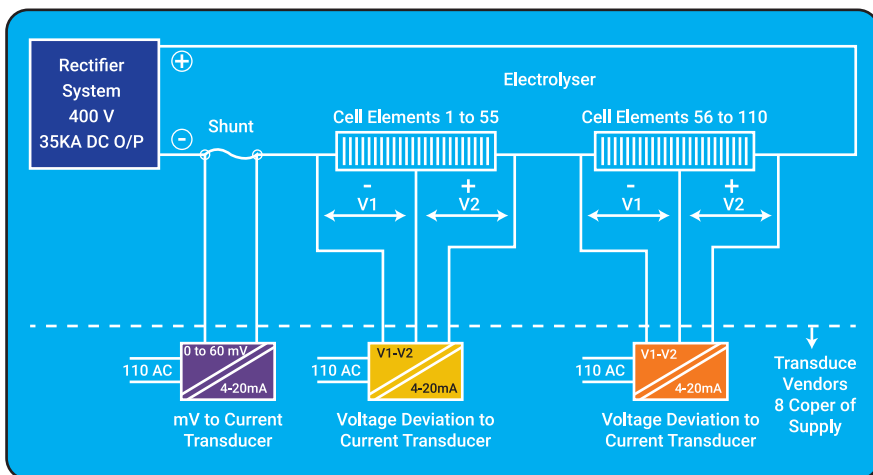 Rectifier
System
400 V
35KA DC O/P
+
-
Shunt
Electrolyser
Cell Elements 1 to 55
Cell Elements 56 to 110
-
+
V1
V2
-
+
V1
V2
110 AC
0 to 60 mV
4-20mA
mV to Current
Transducer
110 AC
V1-V2
4-20mA
Voltage Deviation to
Current Transducer
110 AC
V1-V2
4-20mA
Voltage Deviation to
Current Transducer
Transduce
Vendors
8 Coper of
Supply